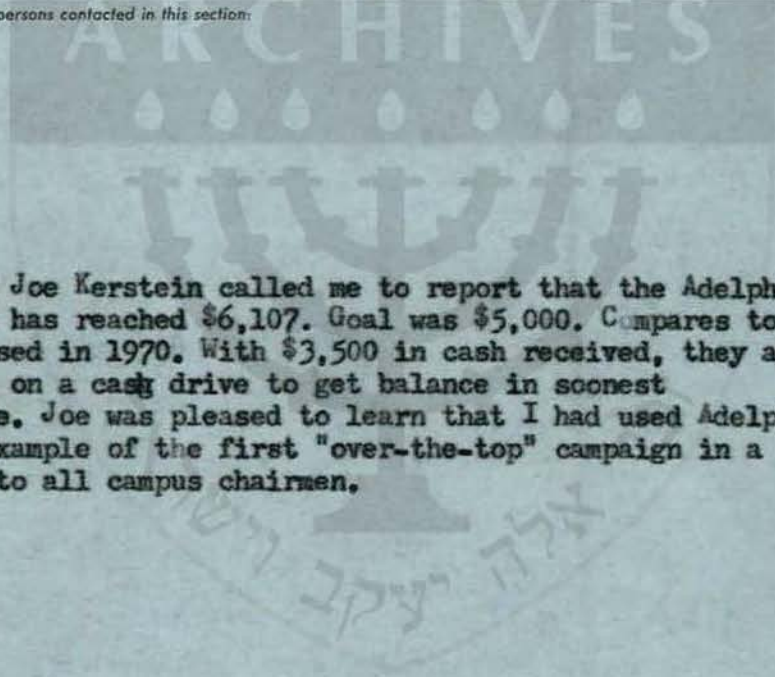 persons contacted in this section:
ARCHIVES
Joe Kerstein called me to report that the Adelph
has reached $6,107. Goal was $5,000. Compares to
sed in 1970. With $3,500 in cash received, they a
on a cash drive to get balance in soonest
e. Joe was pleased to learn that I had used Adelp
xample of the first "over-the-top" campaign in a
to all campus chairmen.
אלה יעקב וישר